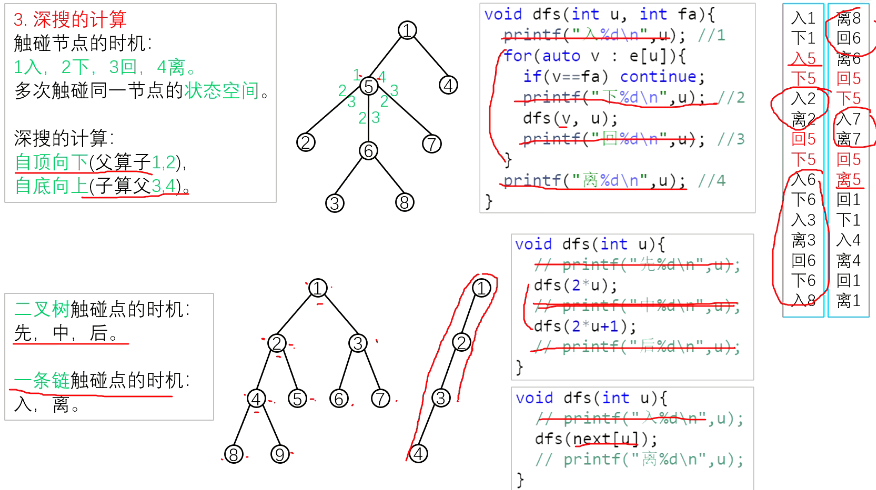 3. 深搜的计算
触碰节点的时机：
1入，2下，3回，4离。
多次触碰同一节点的状态空间。
深搜的计算：
自顶向下(父算子1,2),
自底向上(子算父3,4)。
1
1 4
5
4
2 2
3 3
2 3
2
6
7
3
8
void dfs(int u, int fa){
printf("入%d\n",u); //1
for(auto v : e[u]){
if(v==fa) continue;
printf("下%d\n",u); //2
dfs(v, u);
printf("回%d\n",u); //3
}
printf("离%d\n",u); //4
}
入1
下1
入5
下5
入2
离2
回5
下5
入6
下6
入3
离3
回6
下6
入8
离8
回6
离6
回5
下5
入7
离7
回5
离5
回1
下1
入4
离4
回1
离1
二叉树触碰点的时机：
先，中，后。
一条链触碰点的时机：
入，离。
1
2
3
4
5
6
7
8
9
1
2
3
4
void dfs(int u){
// printf("先%d\n",u);
dfs(2*u);
// printf("中%d\n",u);
dfs(2*u+1);
// printf("后%d\n",u);
}
void dfs(int u){
// printf("入%d\n",u);
dfs(next[u]);
// printf("离%d\n",u);
}